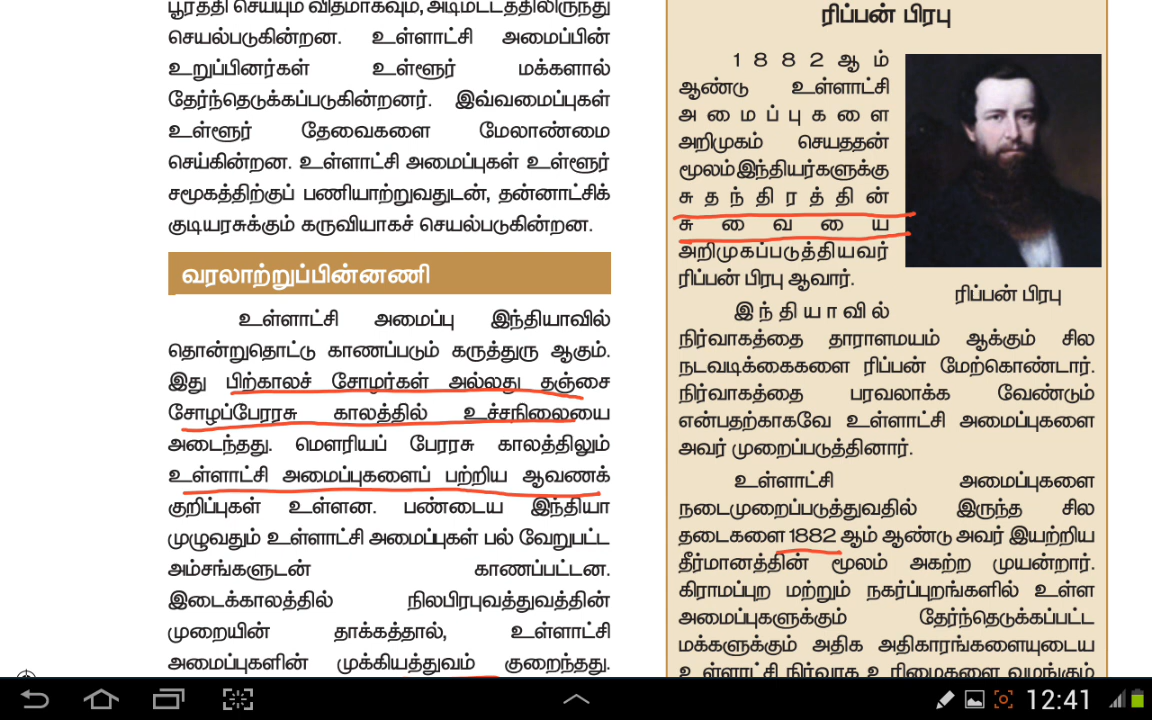 பூர்த்தி செய்யும் விதமாகவும், அடிமட்டத்திலிருந்து
செயல்படுகின்றன. உள்ளாட்சி அமைப்பின்
உறுப்பினர்கள் உள்ளூர் மக்களால்
தேர்ந்தெடுக்கப்படுகின்றனர். இவ்வமைப்புகள்
உள்ளூர் தேவைகளை மேலாண்மை
செய்கின்றன. உள்ளாட்சி அமைப்புகள் உள்ளூர்
சமூகத்திற்குப் பணியாற்றுவதுடன், தன்னாட்சிக்
குடியரசுக்கும் கருவியாகச் செயல்படுகின்றன.
வரலாற்றுப்பின்னணி
உள்ளாட்சி அமைப்பு இந்தியாவில்
தொன்றுதொட்டு காணப்படும் கருத்துரு ஆகும்.
இது பிற்காலச் சோழர்கள் அல்லது தஞ்சை
சோழப்பேரரசு காலத்தில் உச்சநிலையை
அடைந்தது. மௌரியப் பேரரசு காலத்திலும்
உள்ளாட்சி அமைப்புகளைப் பற்றிய ஆவணக்
குறிப்புகள் உள்ளன. பண்டைய இந்தியா
முழுவதும் உள்ளாட்சி அமைப்புகள் பல் வேறுபட்ட
அம்சங்களுடன் காணப்பட்டன.
இடைக்காலத்தில் நிலபிரபுவத்துவத்தின்
முறையின் தாக்கத்தால், உள்ளாட்சி
அமைப்புகளின் முக்கியத்துவம் குறைந்தது.
ரிப்பன் பிரபு
1882ஆம்
ஆண்டு உள்ளாட்சி
அமைப்புகளை
அறிமுகம் செயததன்
மூலம்இந்தியர்களுக்கு
சுதந்திரத்தின்
சுவையை
அறிமுகப்படுத்தியவர்
ரிப்பன் பிரபு ஆவார்.
ரிப்பன் பிரபு
இந்தியாவில்
நிர்வாகத்தை தாராளமயம் ஆக்கும் சில
நடவடிக்கைகளை ரிப்பன் மேற்கொண்டார்.
நிர்வாகத்தை பரவலாக்க வேண்டும்
என்பதற்காகவே உள்ளாட்சி அமைப்புகளை
அவர் முறைப்படுத்தினார்.
உள்ளாட்சி அமைப்புகளை
நடைமுறைப்படுத்துவதில் இருந்த சில
தடைகளை 1882 ஆம் ஆண்டு அவர் இயற்றிய
தீர்மானத்தின் மூலம் அகற்ற முயன்றார்.
கிராமப்புற மற்றும் நகர்ப்புறங்களில் உள்ள
அமைப்புகளுக்கும் தேர்ந்தெடுக்கப்பட்ட
மக்களுக்கும் அதிக அதிகாரங்களையுடைய
உள்ளாட்சி நிர்வாக உரிமைகளை வழங்கும்
12:41